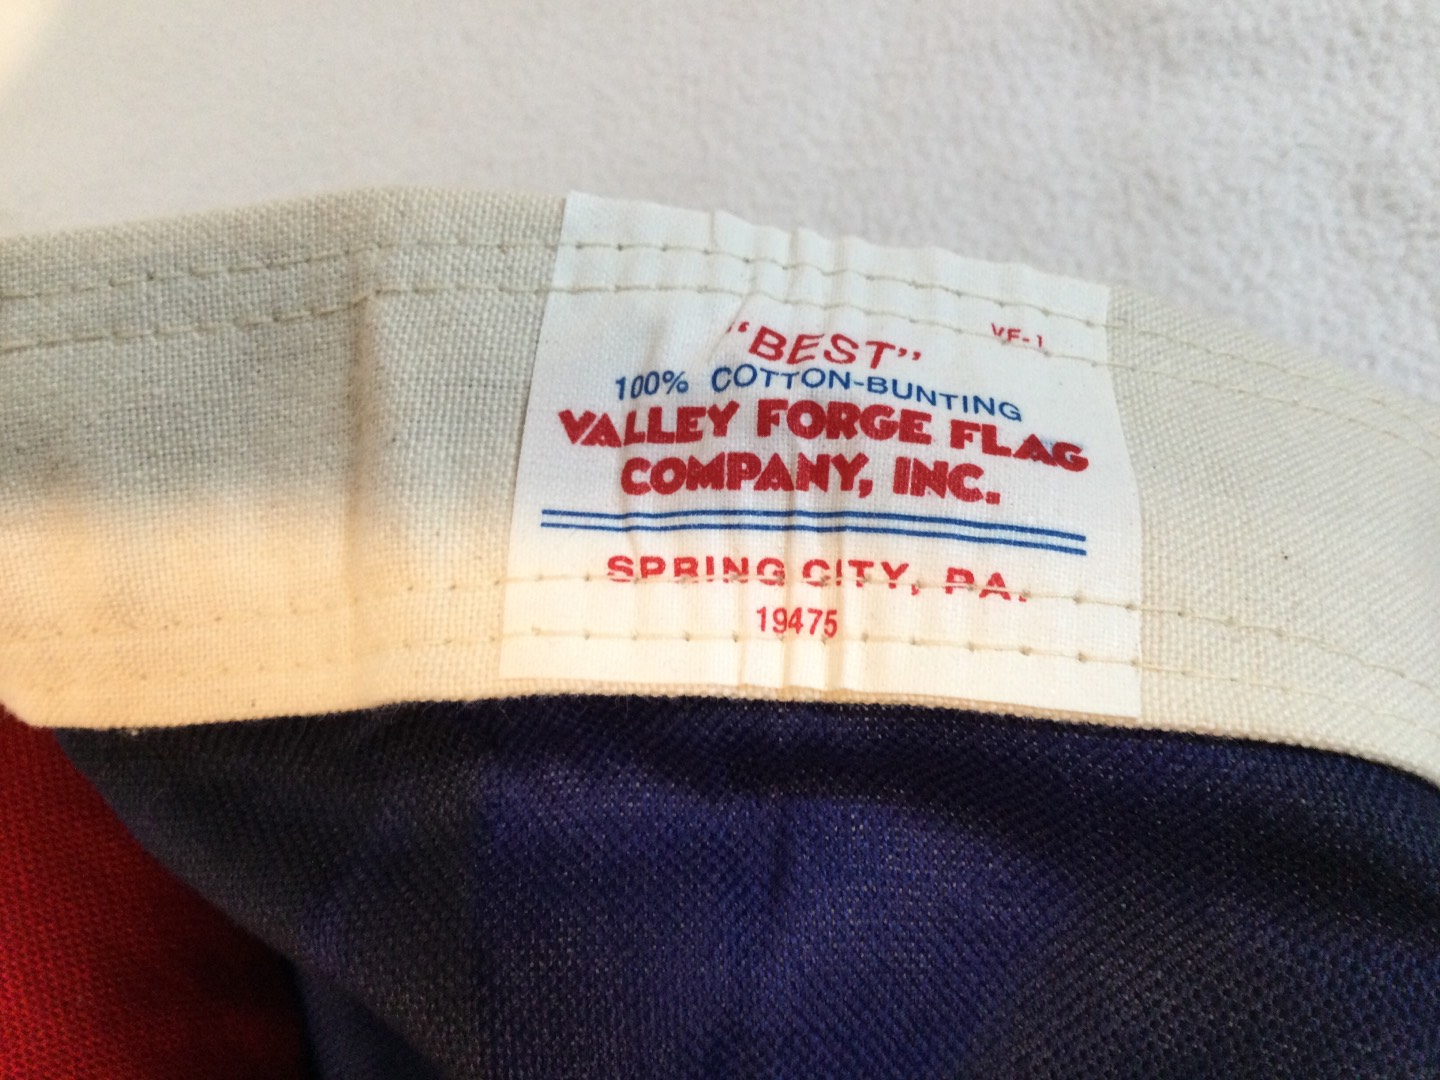 "BEST"
VF-1
100% COTTON-BUNTING
VALLEY FORGE FLAG
COMPANY, INC.
SPRING CITY, PA.
19475